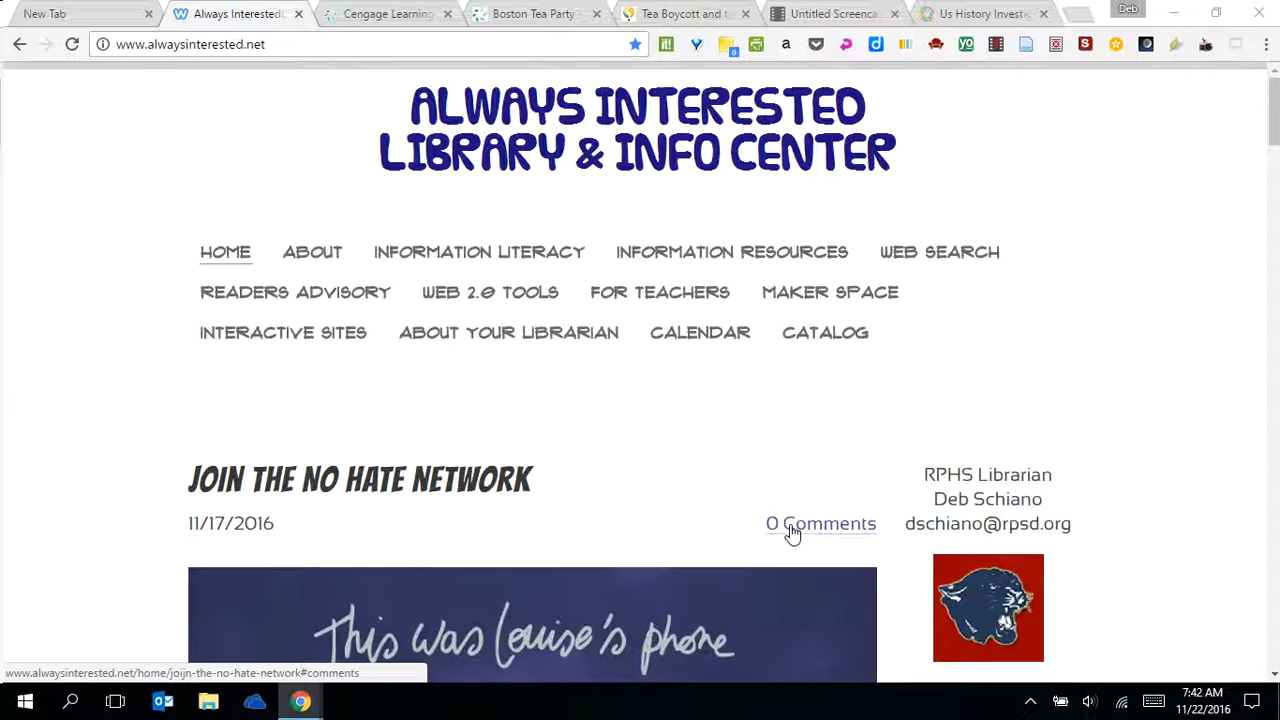 New Tab
Always Interested L
Cengage Learning
Boston Tea Party
Tea Boycott and t
Untitled Screenca
Us History Investig
Deb
www.alwaysinterested.net
ALWAYS INTERESTED
LIBRARY & INFO CENTER
HOME ABOUT INFORMATION LITERACY INFORMATION RESOURCES WEB SEARCH
READERS ADVISORY WEB 2.0 TOOLS FOR TEACHERS MAKER SPACE
INTERACTIVE SITES ABOUT YOUR LIBRARIAN CALENDAR CATALOG
JOIN THE NO HATE NETWORK
11/17/2016
0 Comments
RPHS Librarian
Deb Schiano
dschiano@rpsd.org
This was Louise's phone
www.alwaysinterested.net/home/joijn-the-no-hate-network#comments
7:42 AM
11/22/2016